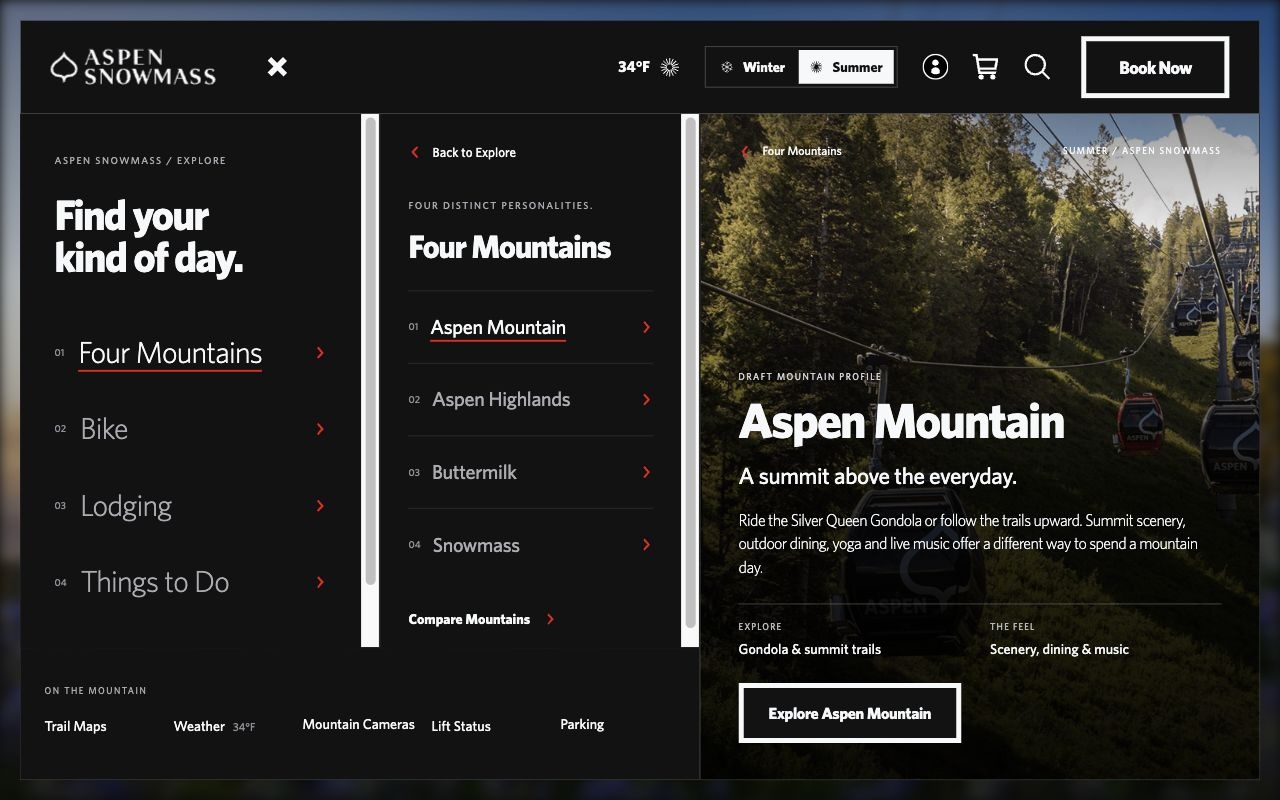 ASPEN
SNOWMASS
34°F
Winter
Summer
Book Now
ASPEN SNOWMASS / EXPLORE
Find your
kind of day.
01 Four Mountains
02 Bike
03 Lodging
04 Things to Do
Back to Explore
FOUR DISTINCT PERSONALITIES.
Four Mountains
01 Aspen Mountain
02 Aspen Highlands
03 Buttermilk
04 Snowmass
Compare Mountains
ON THE MOUNTAIN
Trail Maps
Weather 34°F
Mountain Cameras
Lift Status
Parking
Four Mountains
SUMMER / ASPEN SNOWMASS
DRAFT MOUNTAIN PROFILE
Aspen Mountain
A summit above the everyday.
Ride the Silver Queen Gondola or follow the trails upward. Summit scenery,
outdoor dining, yoga and live music offer a different way to spend a mountain
day.
EXPLORE
Gondola & summit trails
THE FEEL
Scenery, dining & music
Explore Aspen Mountain
ASPEN
ASPEN
ASPEN